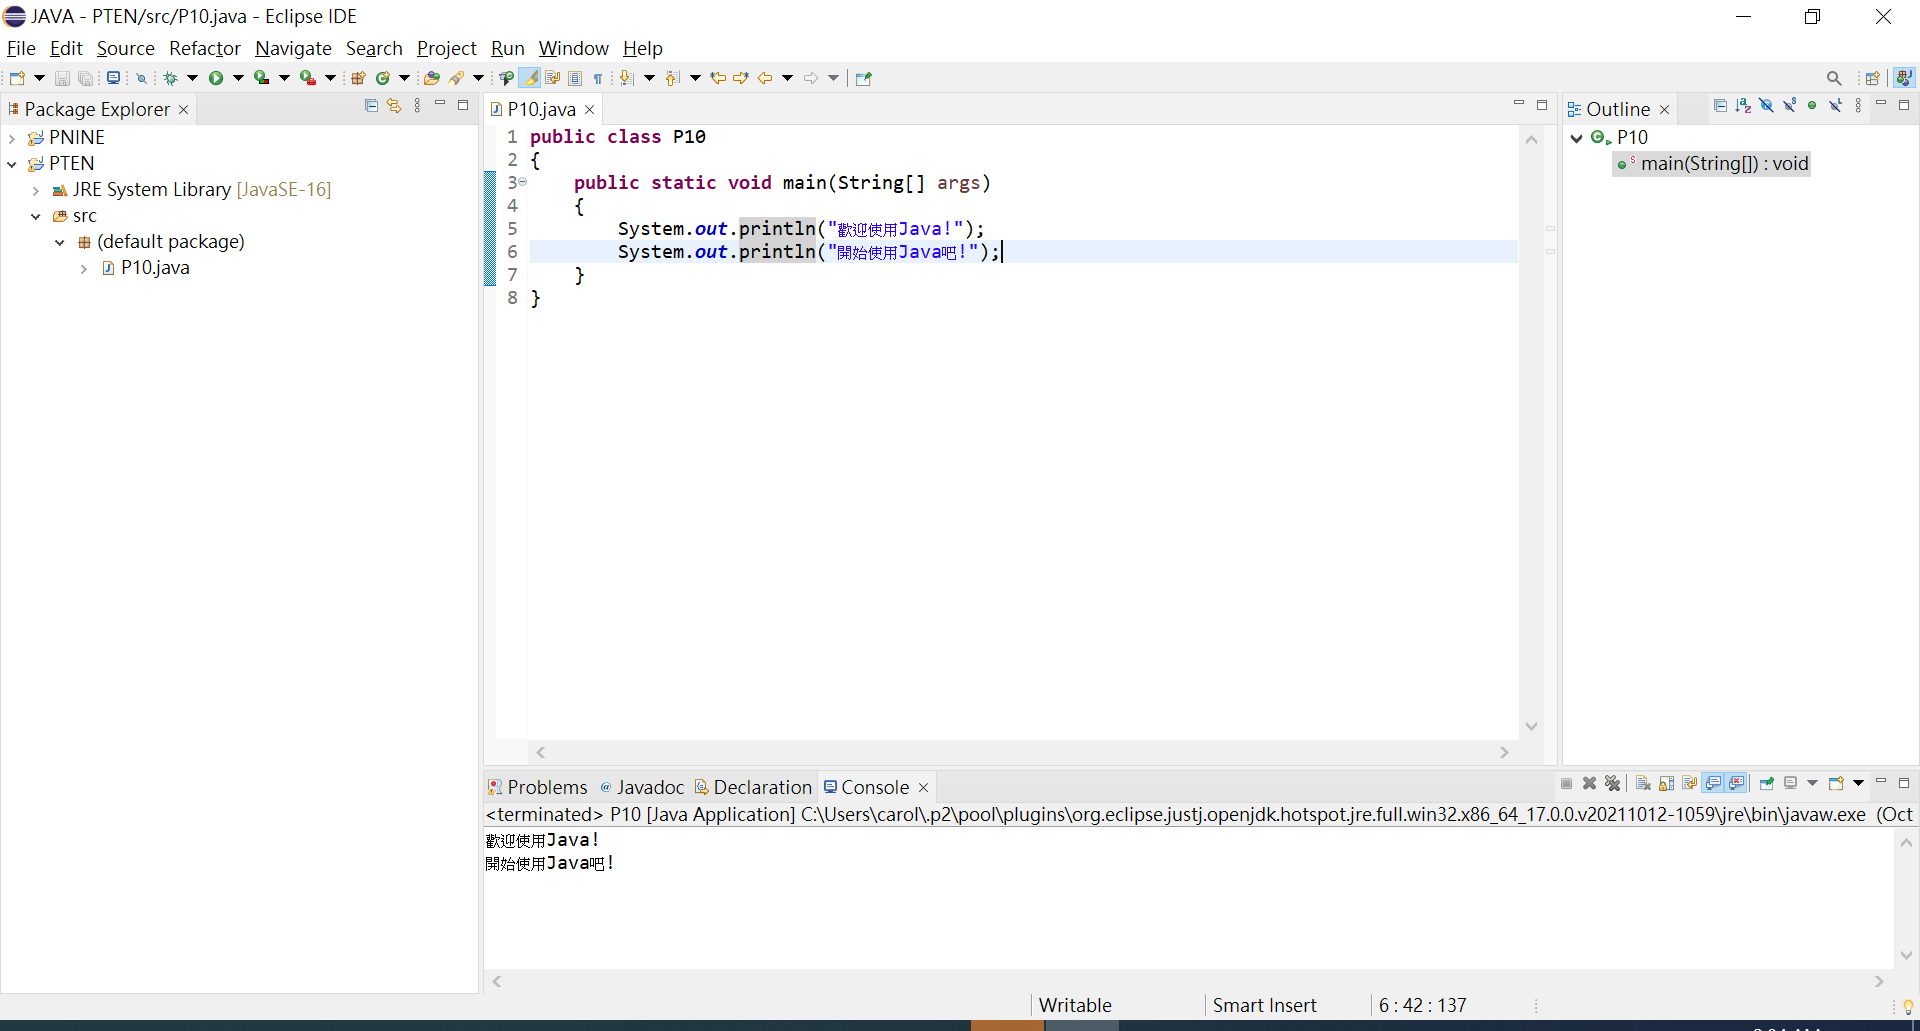 JAVA - PTEN/src/P10.java - Eclipse IDE
File Edit Source Refactor Navigate Search Project Run Window Help
Package Explorer
PNINE
PTEN
JRE System Library [JavaSE-16]
src
(default package)
P10.java
P10.java
1 public class P10
2 {
3 public static void main(String[] args)
4 {
5 System.out.println("歡迎使用Java!");
6 System.out.println("開始使用Java吧!");
7 }
8 }
Outline
P10
main(String[]) : void
Problems Javadoc Declaration Console
<terminated> P10 [Java Application] C:\Users\carol\.p2\pool\plugins\org.eclipse.justj.openjdk.hotspot.jre.full.win32.x86_64_17.0.0.v20211012-1059\jre\bin\javaw.exe (Oct
歡迎使用Java!
開始使用Java吧!
Writable Smart Insert 6 : 42 : 137